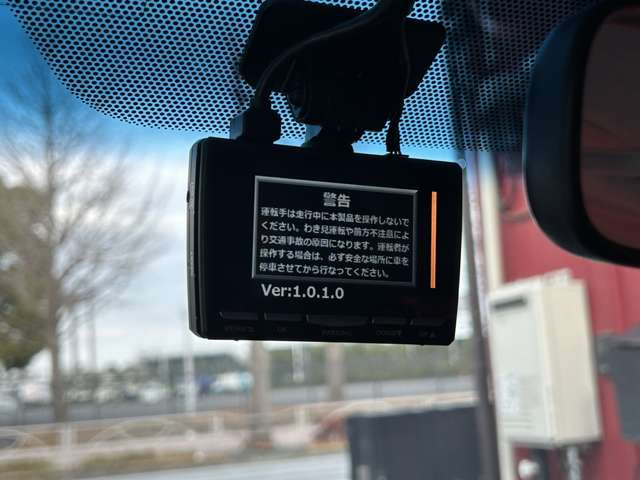 警告
運転手は走行中に本製品を操作しないで
ください。わき見運転や前方不注意によ
り交通事故の原因になります。運転者が
操作する場合は、必ず安全な場所に車を
停車させてから行なってください。
Ver:1.0.1.0